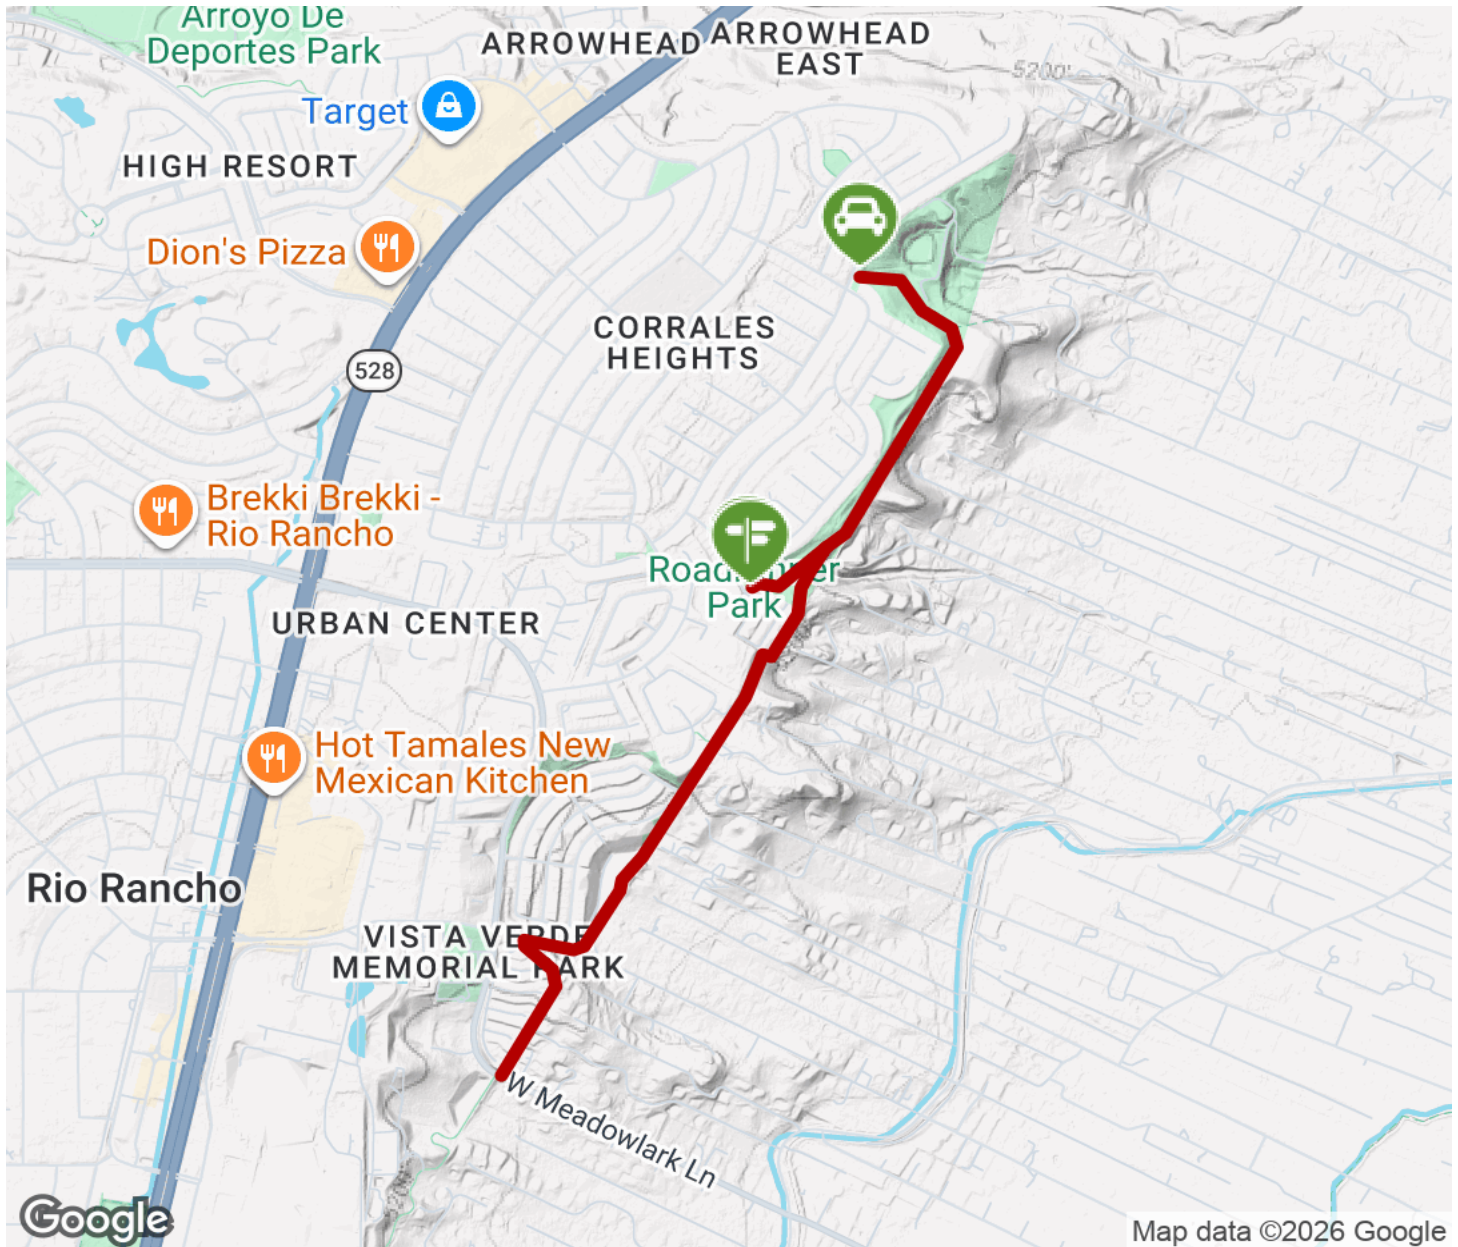 Arroyo De
Deportes Park
ARROWHEAD
ARROWHEAD
EAST
5200'
Target
HIGH RESORT
Dion's Pizza
CORRALES
HEIGHTS
528
Brekki Brekki -
Rio Rancho
Park
URBAN CENTER
Hot Tamales New
Mexican Kitchen
Rio Rancho
VISTA VERDE
MEMORIAL PARK
W Meadowlark Ln
Google
Map data ©2026 Google